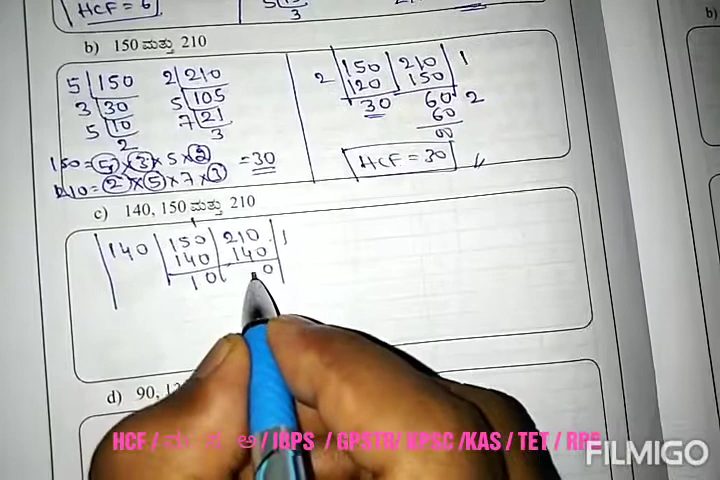 HCF = 6
3
b) 150 ಮತ್ತು 210
5 150 2 210
3 30 5 105
5 10 7 21
2 3
150 = 5 × 3 × 5 × 2 = 30
210 = 2 × 5 × 7 × 3
2 150 210 1
120 150
30 60 2
60
00
HCF = 30
c) 140, 150 ಮತ್ತು 210
1
140 150 210 1
140 140
10 0
d) 90,
b)
HCF / ಮ ಸ ಅ / IBPS / GPSTR/ KPSC /KAS / TET / RRB
FILMIGO